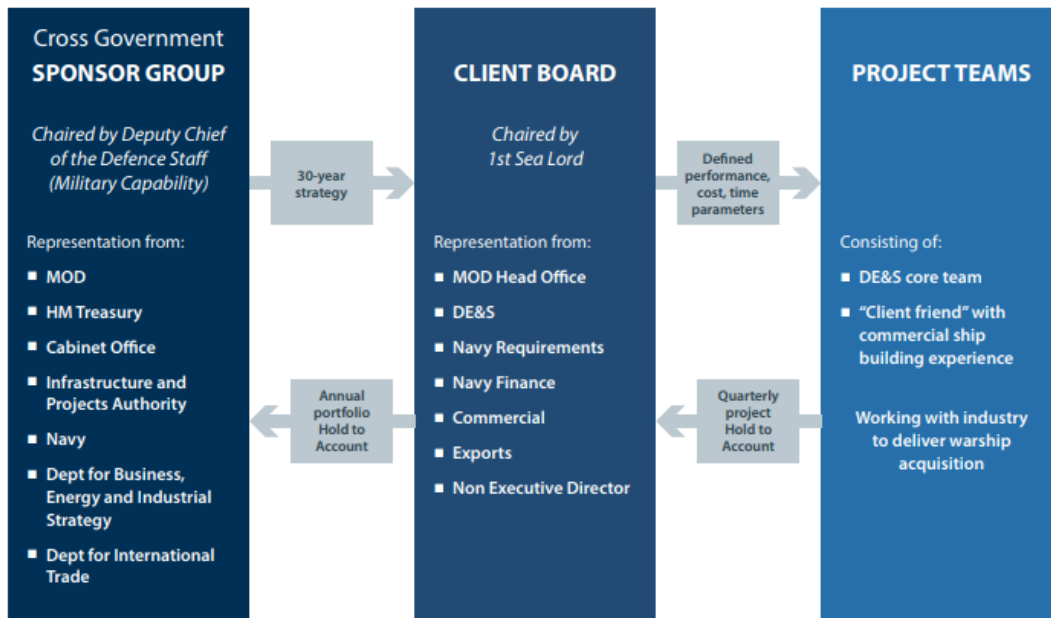 Cross Government
SPONSOR GROUP
Chaired by Deputy Chief
of the Defence Staff
(Military Capability)
Representation from:
■ MOD
■ HM Treasury
■ Cabinet Office
■ Infrastructure and
Projects Authority
■ Navy
■ Dept for Business,
Energy and Industrial
Strategy
■ Dept for International
Trade
30-year
strategy
Annual
portfolio
Hold to
Account
CLIENT BOARD
Chaired by
1st Sea Lord
Representation from:
■ MOD Head Office
■ DE&S
■ Navy Requirements
■ Navy Finance
■ Commercial
■ Exports
■ Non Executive Director
Defined
performance,
cost, time
parameters
Quarterly
project
Hold to
Account
PROJECT TEAMS
Consisting of:
■ DE&S core team
■ “Client friend” with
commercial ship
building experience
Working with industry
to deliver warship
acquisition